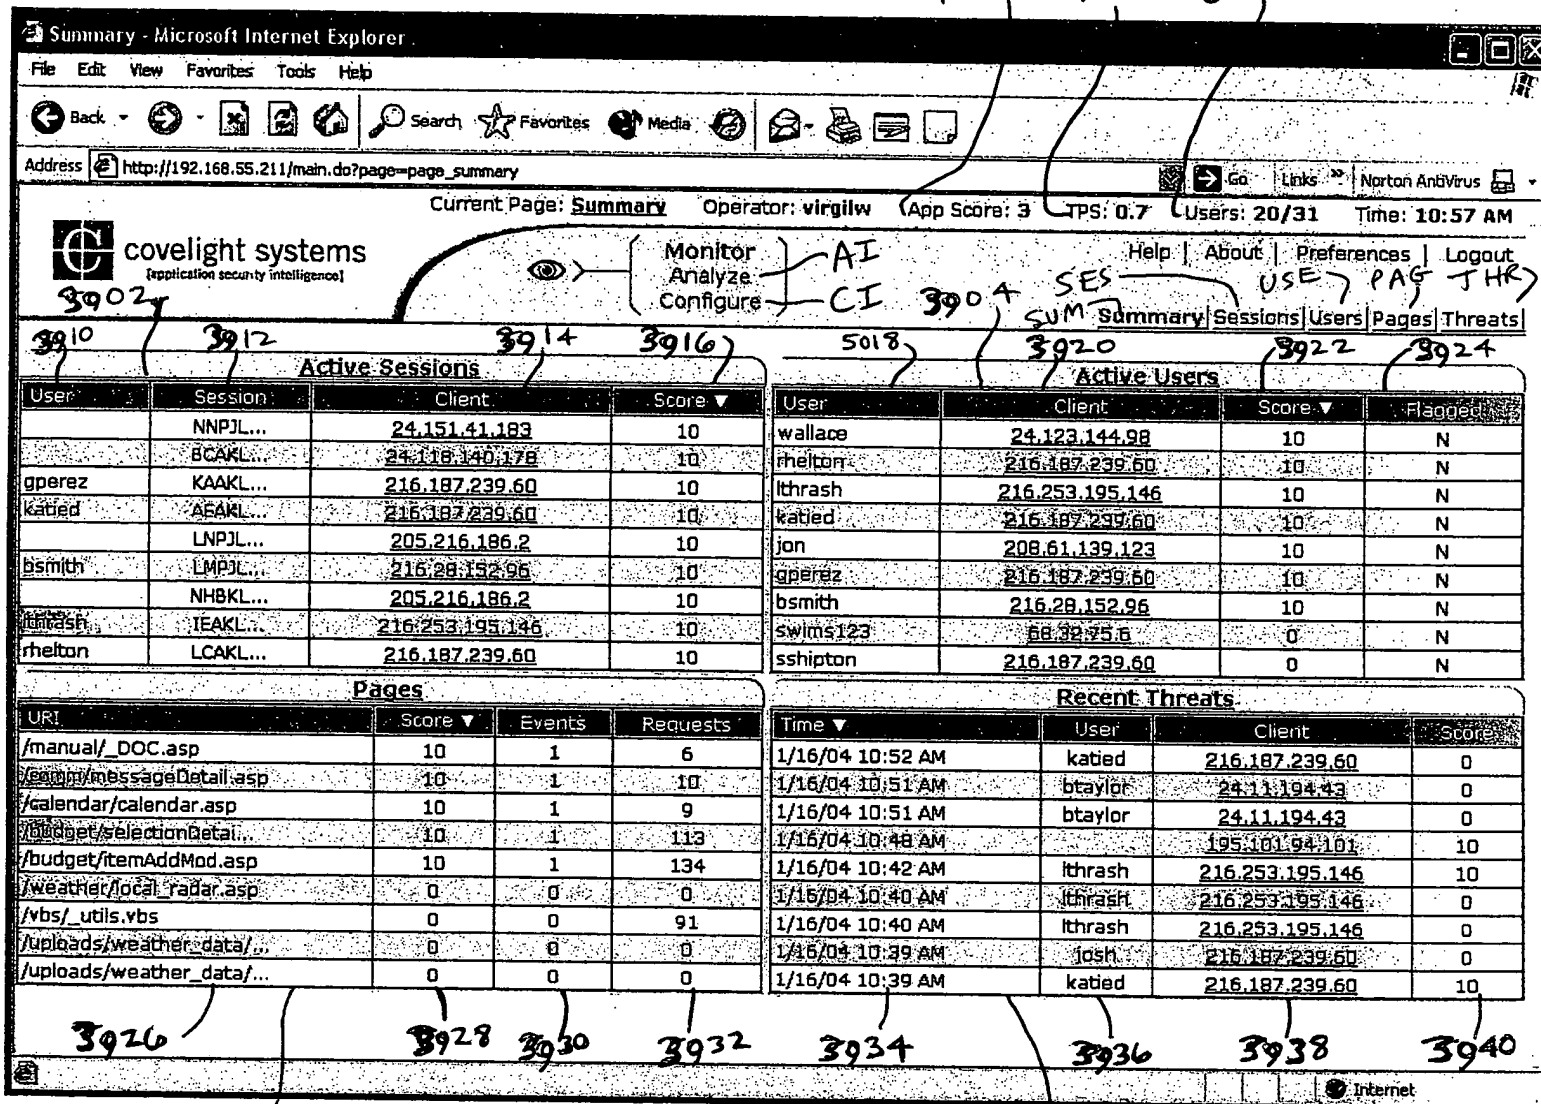 Summary - Microsoft Internet Explorer
File Edit View Favorites Tools Help
Back Search Favorites Media
Address http://192.168.55.211/main.do?page=page_summary Go Links » Norton AntiVirus
Current Page: Summary Operator: virgilw App Score: 3 TPS: 0.7 Users: 20/31 Time: 10:57 AM
covelight systems
[application security intelligence]
Monitor
Analyze AI
Configure CI
Help | About | Preferences | Logout
SES USE PAG THR
SUM Summary Sessions Users Pages Threats
3902 3904
3910 3912 3914 3916 5018 3920 3922 3924
Active Sessions
User Session Client Score ▼
NNPJL... 24.151.41.183 10
BCAKL... 24.118.140.178 10
gperez KAAKL... 216.187.239.60 10
katied AEAKL... 216.187.239.60 10
LNPJL... 205.216.186.2 10
bsmith LMPJL... 216.28.152.96 10
NHBKL... 205.216.186.2 10
lthrash IEAKL... 216.253.195.146 10
rhelton LCAKL... 216.187.239.60 10
Active Users
User Client Score ▼ Flagged
wallace 24.123.144.98 10 N
rhelton 216.187.239.60 10 N
lthrash 216.253.195.146 10 N
katied 216.187.239.60 10 N
jon 208.61.139.123 10 N
gperez 216.187.239.60 10 N
bsmith 216.28.152.96 10 N
swims123 68.32.75.6 0 N
sshipton 216.187.239.60 0 N
Pages
URI Score ▼ Events Requests
/manual/_DOC.asp 10 1 6
/comm/messageDetail.asp 10 1 10
/calendar/calendar.asp 10 1 9
/budget/selectionDetai... 10 1 113
/budget/itemAddMod.asp 10 1 134
/weather/local_radar.asp 0 0 0
/vbs/_utils.vbs 0 0 91
/uploads/weather_data/... 0 0 0
/uploads/weather_data/... 0 0 0
Recent Threats
Time ▼ User Client Score
1/16/04 10:52 AM katied 216.187.239.60 0
1/16/04 10:51 AM btaylor 24.11.194.43 0
1/16/04 10:51 AM btaylor 24.11.194.43 0
1/16/04 10:48 AM 195.101.94.101 10
1/16/04 10:42 AM lthrash 216.253.195.146 10
1/16/04 10:40 AM lthrash 216.253.195.146 0
1/16/04 10:40 AM lthrash 216.253.195.146 0
1/16/04 10:39 AM josh 216.187.239.60 0
1/16/04 10:39 AM katied 216.187.239.60 10
3926 3928 3930 3932 3934 3936 3938 3940
Internet